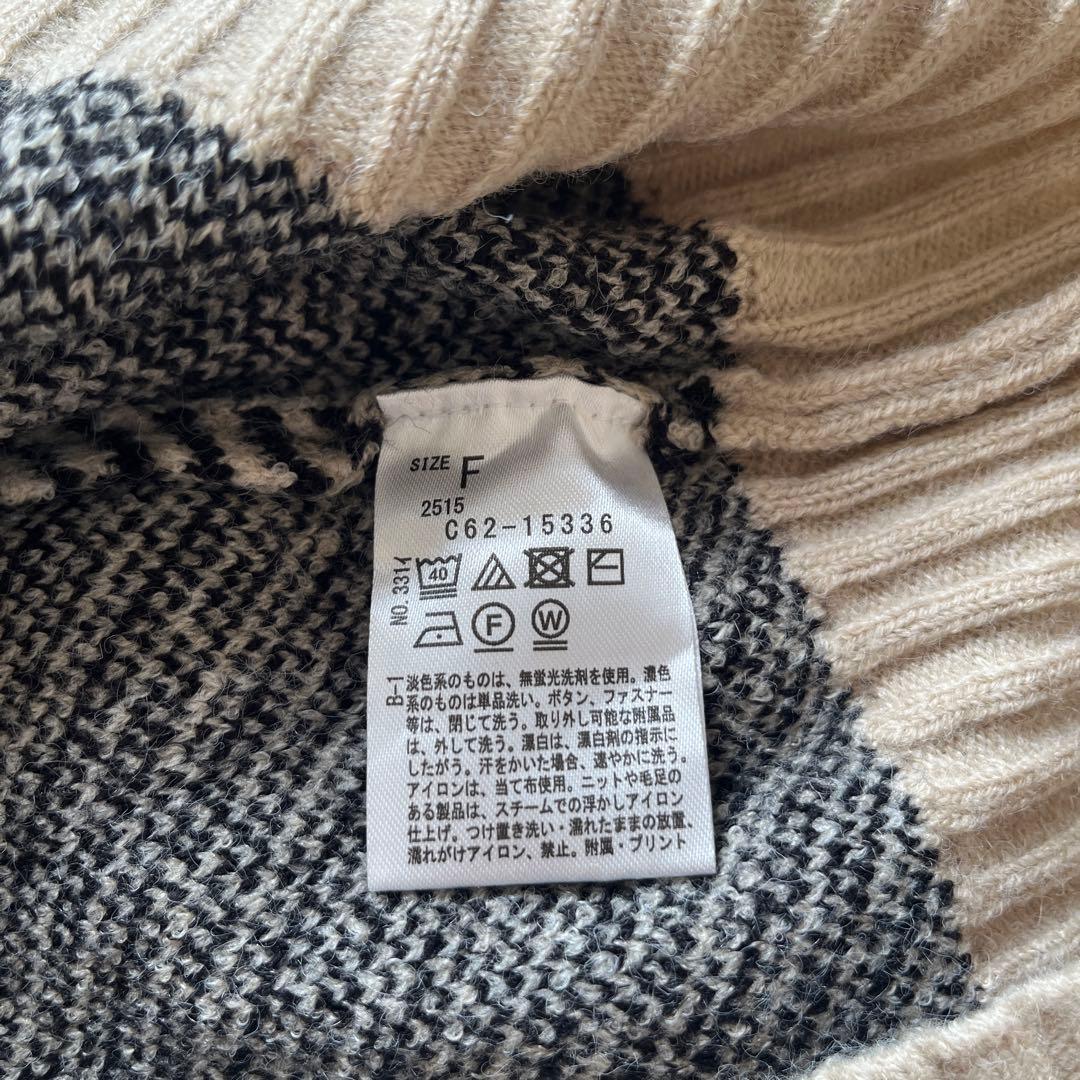 SIZE F
2515
C62-15336
NO.3314
40
F W
B-1
淡色系のものは、無蛍光洗剤を使用。濃色
系のものは単品洗い。ボタン、ファスナー
等は、閉じて洗う。取り外し可能な附属品
は、外して洗う。漂白は、漂白剤の指示に
したがう。汗をかいた場合、速やかに洗う。
アイロンは、当て布使用。ニットや毛足の
ある製品は、スチームでの浮かしアイロン
仕上げ。つけ置き洗い・濡れたままの放置、
濡れがけアイロン、禁止。附属・プリント